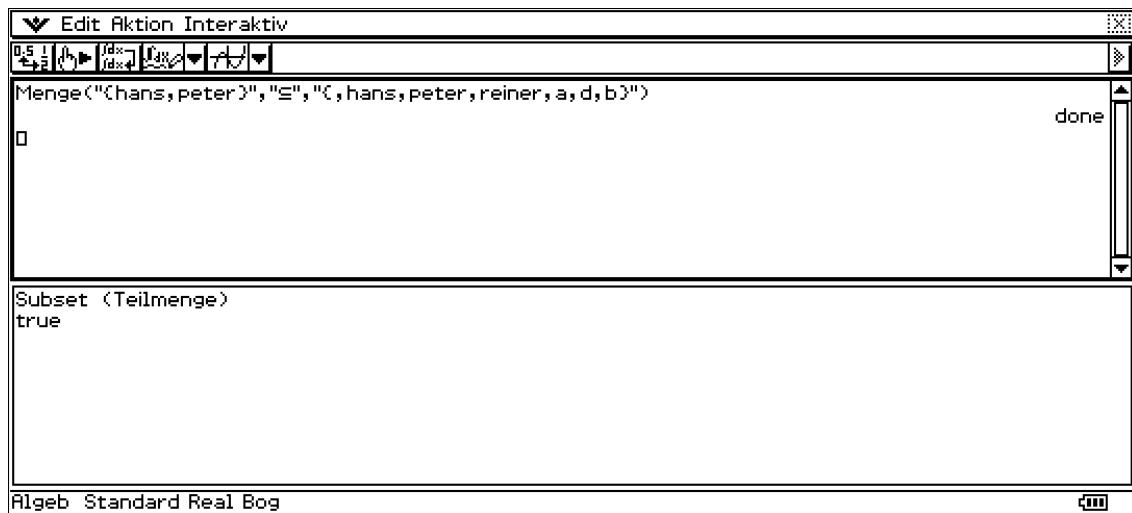 Edit Aktion Interaktiv
Menge("{hans,peter}","⊆","{,hans,peter,reiner,a,d,b}")
done
Subset (Teilmenge)
true
Algeb Standard Real Bog